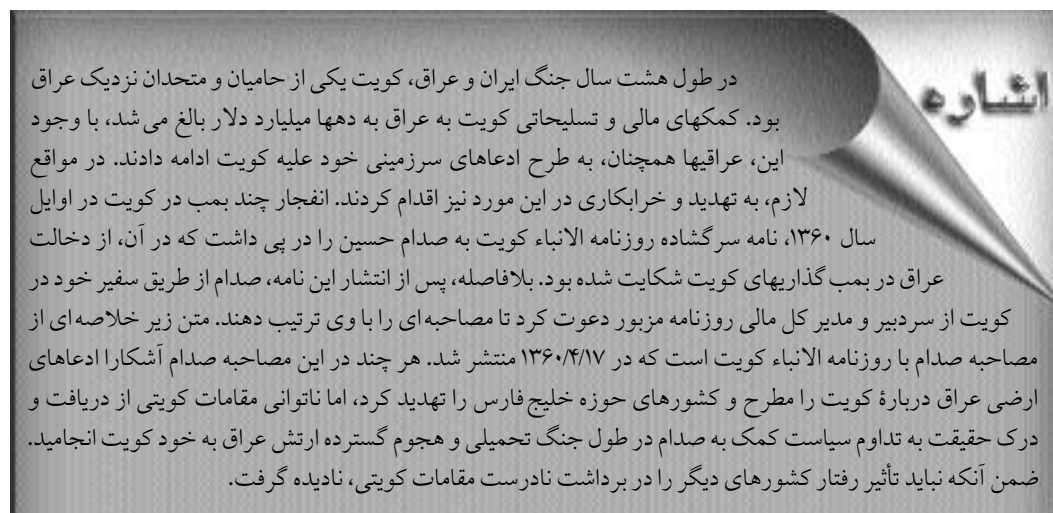 اشاره
در طول هشت سال جنگ ایران و عراق، کویت یکی از حامیان و متحدان نزدیک عراق
بود. کمکهای مالی و تسلیحاتی کویت به عراق به دهها میلیارد دلار بالغ می‌شد، با وجود
این، عراقیها همچنان، به طرح ادعاهای سرزمینی خود علیه کویت ادامه دادند. در مواقع
لازم، به تهدید و خرابکاری در این مورد نیز اقدام کردند. انفجار چند بمب در کویت در اوایل
سال ۱۳۶۰، نامه سرگشاده روزنامه الانباء کویت به صدام حسین را در پی داشت که در آن، از دخالت
عراق در بمب‌گذاریهای کویت شکایت شده بود. بلافاصله، پس از انتشار این نامه، صدام از طریق سفیر خود در
کویت از سردبیر و مدیر کل مالی روزنامه مزبور دعوت کرد تا مصاحبه‌ای را با وی ترتیب دهند. متن زیر خلاصه‌ای از
مصاحبه صدام با روزنامه الانباء کویت است که در ۱۳۶۰/۴/۱۷ منتشر شد. هر چند در این مصاحبه صدام آشکارا ادعاهای
ارضی عراق دربارهٔ کویت را مطرح و کشورهای حوزه خلیج فارس را تهدید کرد، اما ناتوانی مقامات کویتی از دریافت و
درک حقیقت به تداوم سیاست کمک به صدام در طول جنگ تحمیلی و هجوم گسترده ارتش عراق به خود کویت انجامید.
ضمن آنکه نباید تأثیر رفتار کشورهای دیگر را در برداشت نادرست مقامات کویتی، نادیده گرفت.